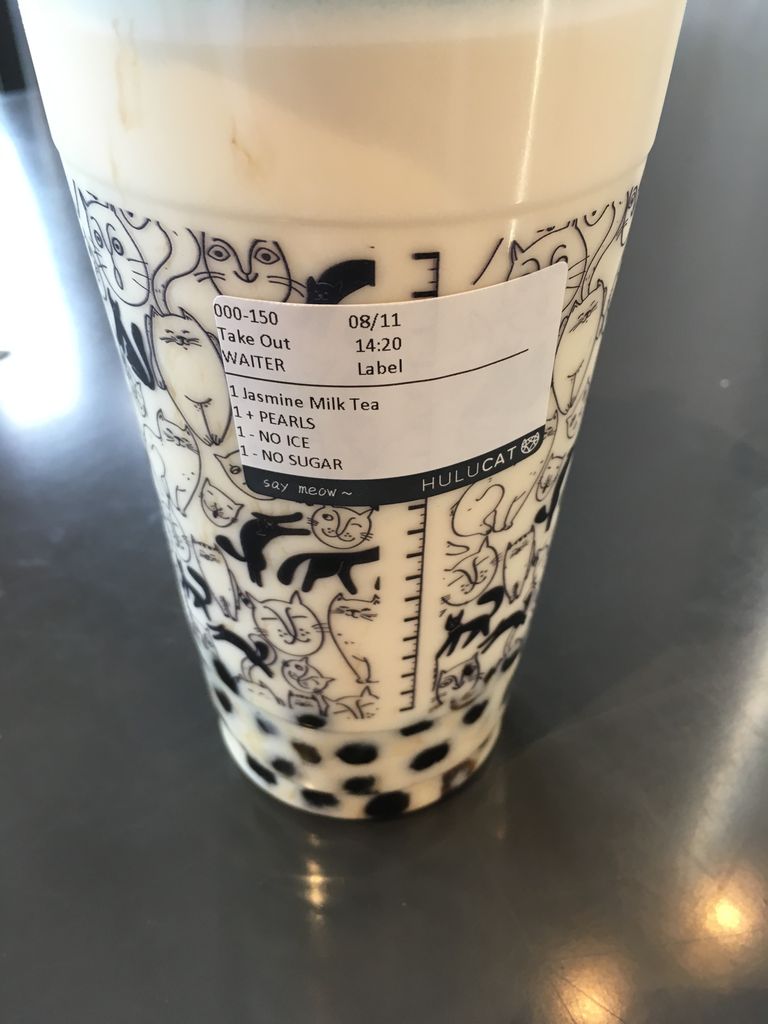 000-150 08/11
Take Out 14:20
WAITER Label
1 Jasmine Milk Tea
1 + PEARLS
1 - NO ICE
1 - NO SUGAR
say meow ~ HULUCAT